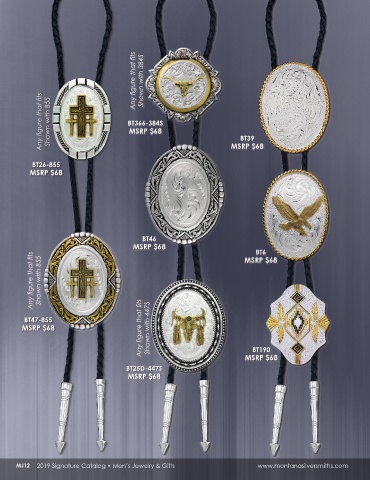 Any figure that fits
Shown with 855
BT26-855
MSRP $68
Any figure that fits
Shown with 384S
BT366-384S
MSRP $68
BT39
MSRP $68
BT46
MSRP $68
BT6
MSRP $68
Any figure that fits
Shown with 855
BT47-855
MSRP $68
Any figure that fits
Shown with 447S
BT25D-447S
MSRP $68
BT190
MSRP $68
MJ12 2019 Signature Catalog • Men's Jewelry & Gifts
www.montanasilversmiths.com